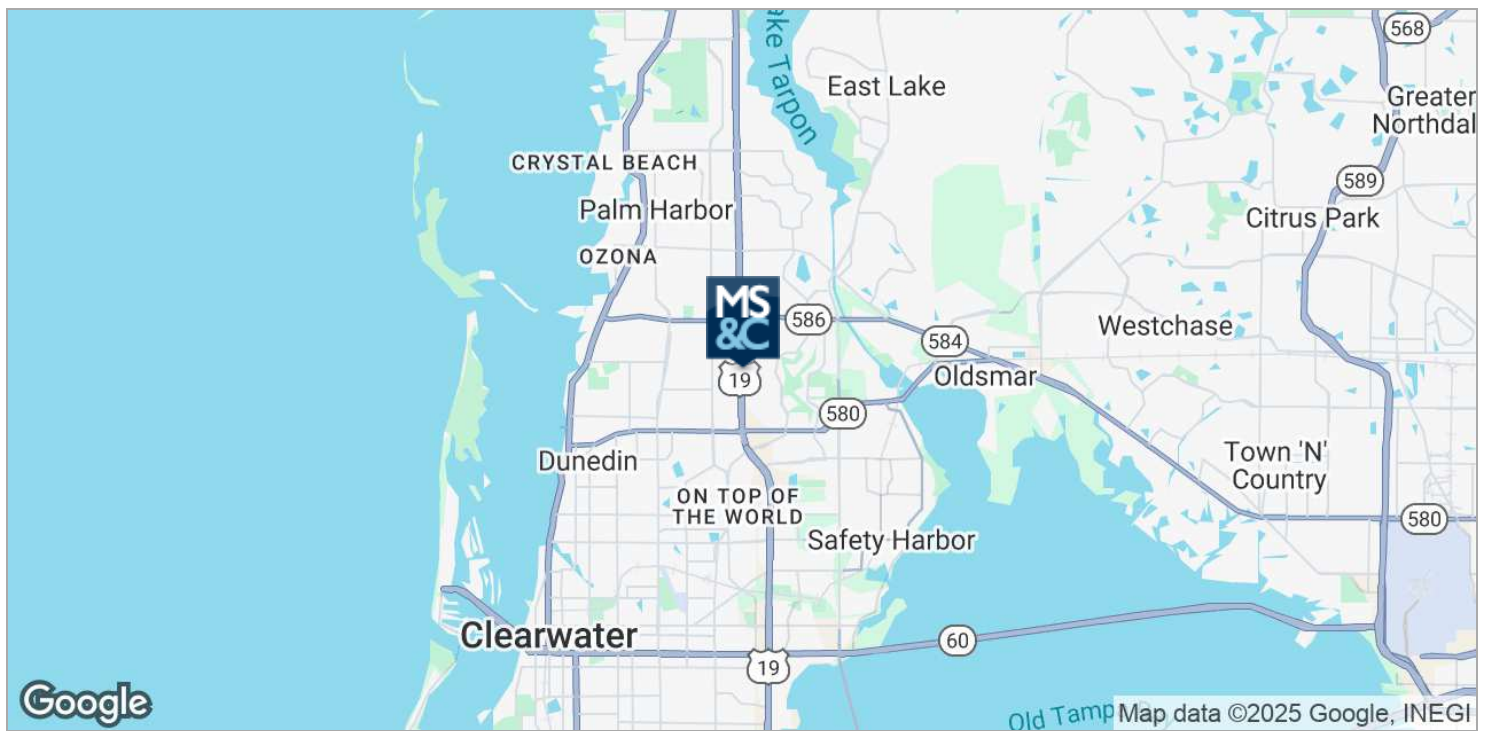 568
ake Tarpon
East Lake
Greater
Northdal
CRYSTAL BEACH
589
Palm Harbor
Citrus Park
OZONA
MS
&C
586
Westchase
584
19
Oldsmar
580
Dunedin
Town 'N'
Country
ON TOP OF
THE WORLD
580
Safety Harbor
Clearwater
60
19
Google
Old Tamp
Map data ©2025 Google, INEGI